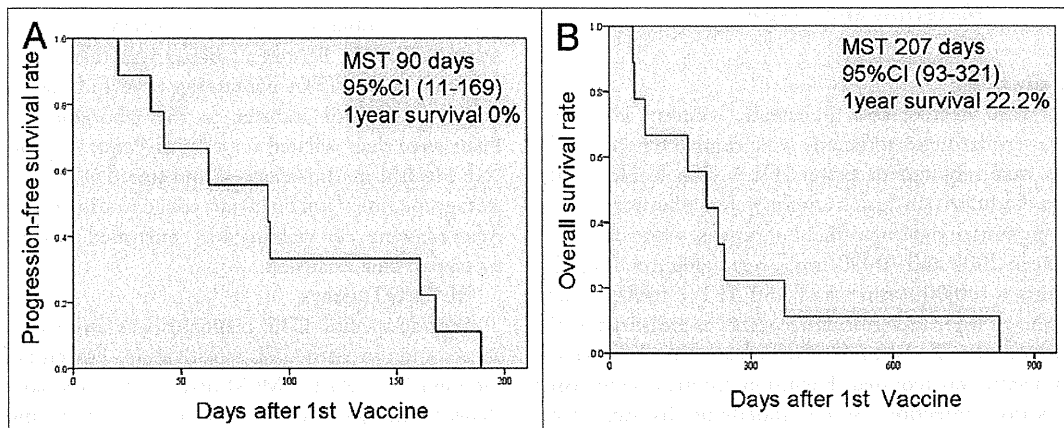 A
MST 90 days
95%CI (11-169)
1year survival 0%
Progression-free survival rate
1.0
0.8
0.6
0.4
0.2
0.0
0
50
100
150
200
Days after 1st Vaccine
B
MST 207 days
95%CI (93-321)
1year survival 22.2%
Overall survival rate
1.0
0.8
0.6
0.4
0.2
0.0
0
300
600
900
Days after 1st Vaccine